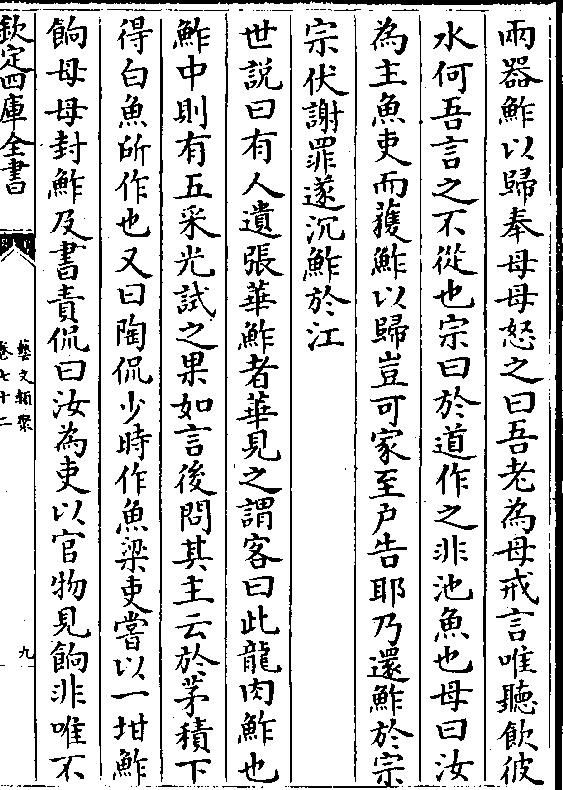 兩器鮓以歸奉母母怒之曰吾老為母戒言唯聽飲彼
水何吾言之不從也宗曰於道作之非池魚也母曰汝
為主魚吏而獲鮓以歸豈可家至户告耶乃還鮓於宗
宗伏謝罪遂沉鮓於江
世說曰有人遺張華鮓者華見之謂客曰此龍肉鮓也
鮓中則有五采光試之果如言後問其主云於茅積下
得白魚所作也又曰陶侃少時作魚梁吏嘗以一坩鮓
餉母母封鮓及書責侃曰汝為吏以官物見餉非唯不
欽定四庫全書
藝文類聚
卷七十二
九